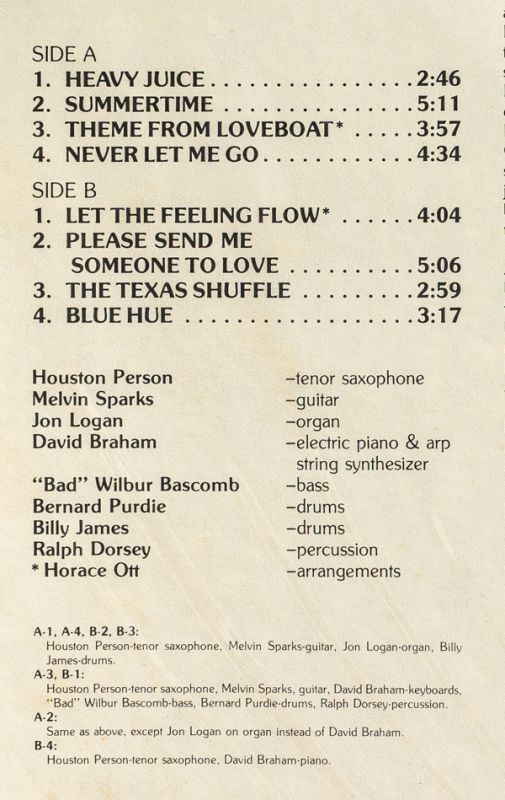 SIDE A
1. HEAVY JUICE................2:46
2. SUMMERTIME ...............5:11
3. THEME FROM LOVEBOAT* .....3:57
4. NEVER LET ME GO............4:34
SIDE B
1. LET THE FEELING FLOW* ......4:04
2. PLEASE SEND ME
SOMEONE TO LOVE ..........5:06
3. THE TEXAS SHUFFLE .........2:59
4. BLUE HUE ..................3:17
Houston Person –tenor saxophone
Melvin Sparks –guitar
Jon Logan –organ
David Braham –electric piano & arp
string synthesizer
"Bad" Wilbur Bascomb –bass
Bernard Purdie –drums
Billy James –drums
Ralph Dorsey –percussion
* Horace Ott –arrangements
A-1, A-4, B-2, B-3:
Houston Person-tenor saxophone, Melvin Sparks-guitar, Jon Logan-organ, Billy
James-drums.
A-3, B-1:
Houston Person-tenor saxophone, Melvin Sparks, guitar, David Braham-keyboards,
"Bad" Wilbur Bascomb-bass, Bernard Purdie-drums, Ralph Dorsey-percussion.
A-2:
Same as above, except Jon Logan on organ instead of David Braham.
B-4:
Houston Person-tenor saxophone, David Braham-piano.